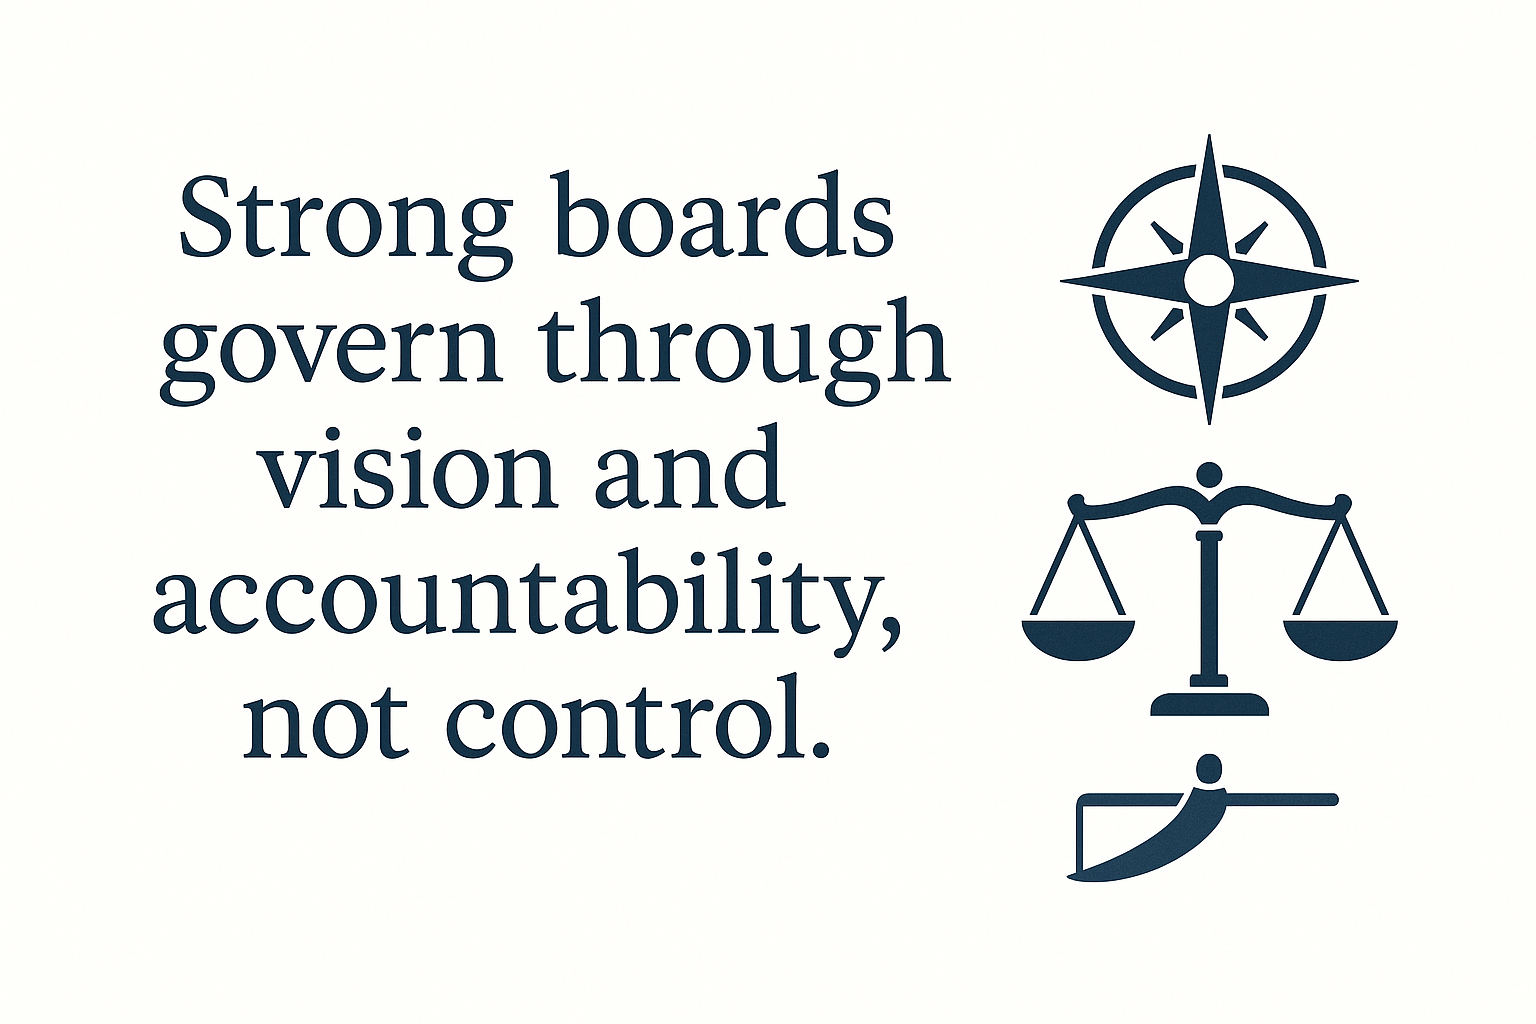 Strong boards
govern through
vision and
accountability,
not control.